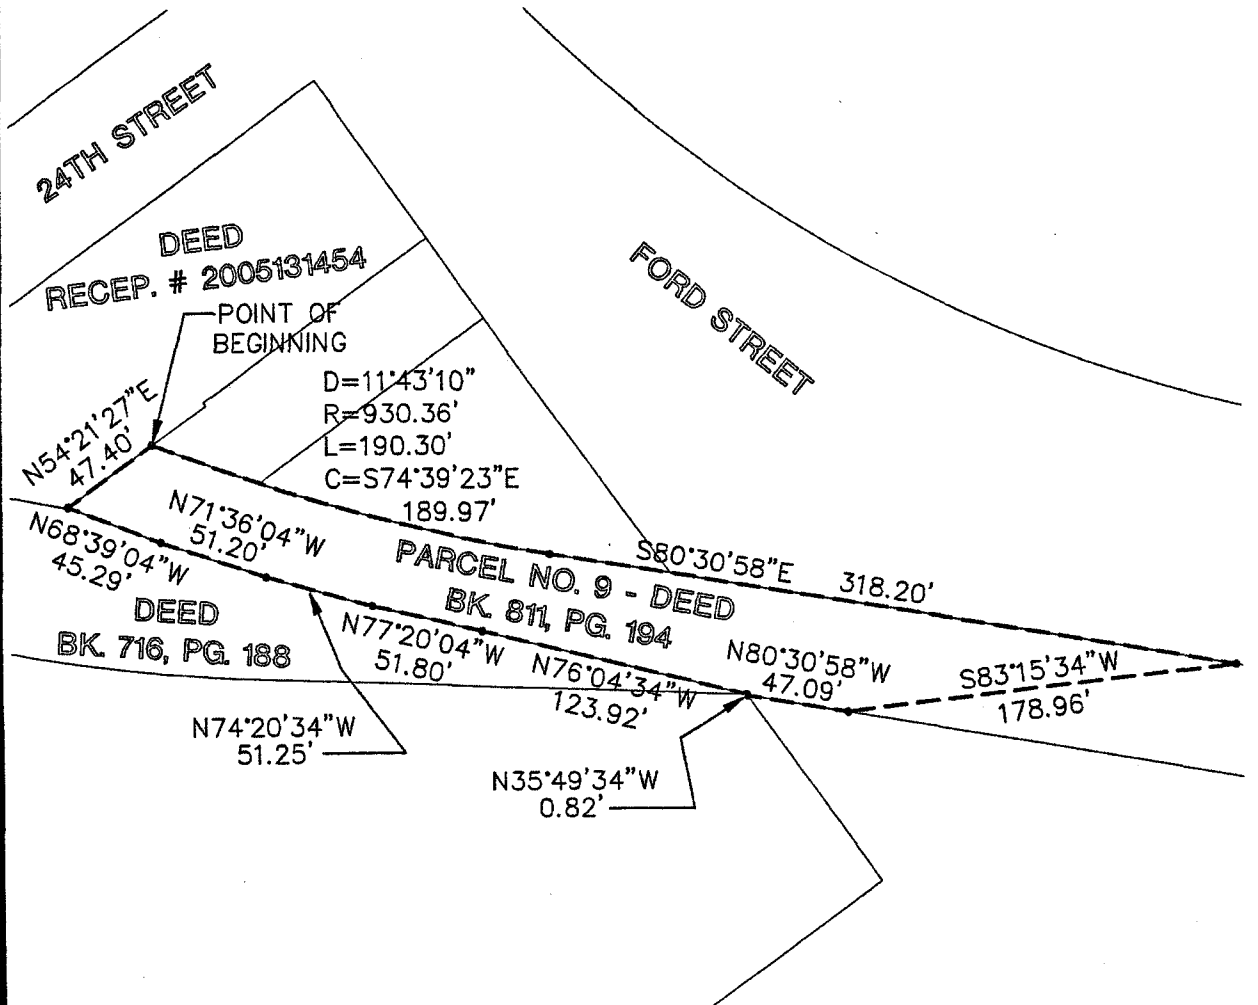 24TH STREET
DEED
RECEP. # 2005131454
POINT OF
BEGINNING
FORD STREET
N54°21'27"E
47.40'
D=11°43'10"
R=930.36'
L=190.30'
C=S74°39'23"E
189.97'
N71°36'04"W
51.20'
N68°39'04"W
45.29'
PARCEL NO. 9 - DEED
BK. 811, PG. 194
S80°30'58"E 318.20'
DEED
BK. 716, PG. 188
N77°20'04"W
51.80'
N76°04'34"W
123.92'
N80°30'58"W
47.09'
S83°15'34"W
178.96'
N74°20'34"W
51.25'
N35°49'34"W
0.82'